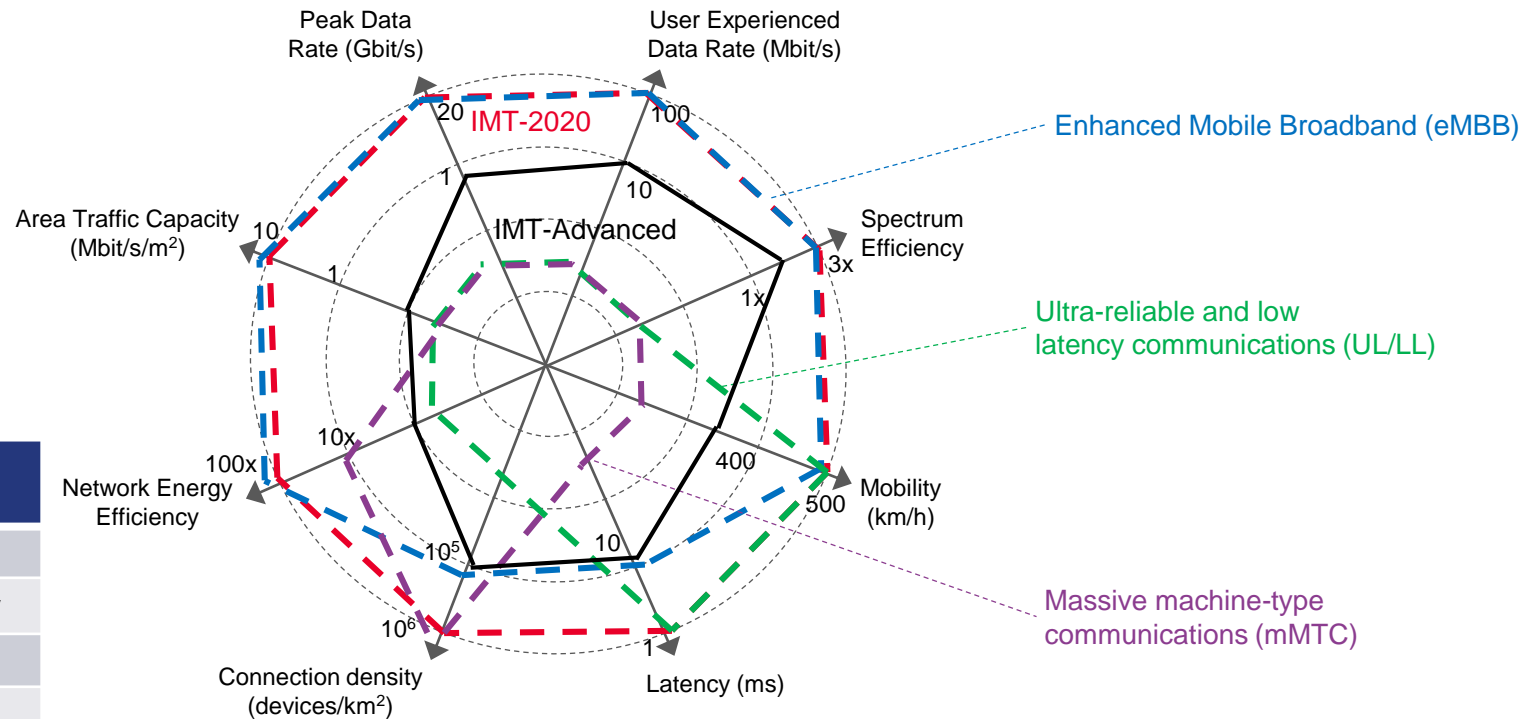 Peak Data
Rate (Gbit/s)
User Experienced
Data Rate (Mbit/s)
20
IMT-2020
100
Enhanced Mobile Broadband (eMBB)
1
10
Area Traffic Capacity
(Mbit/s/m²)
10
IMT-Advanced
Spectrum
Efficiency
3x
1
1x
Ultra-reliable and low
latency communications (UL/LL)
10x
400
100x
Network Energy
Efficiency
500
Mobility
(km/h)
10⁵
10
Massive machine-type
communications (mMTC)
10⁶
1
Connection density
(devices/km²)
Latency (ms)